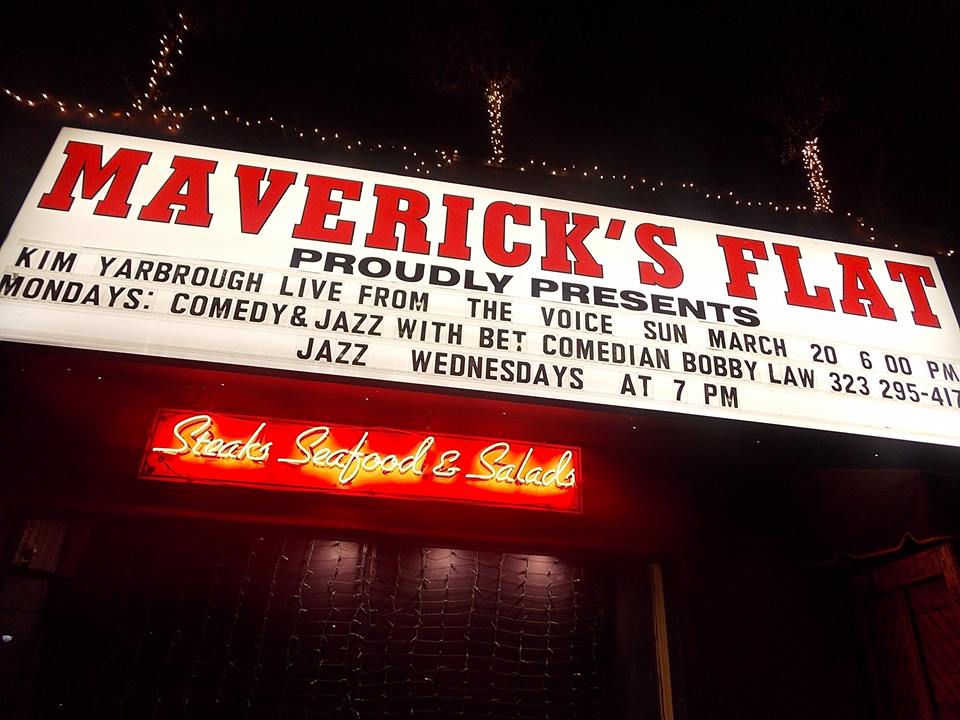 MAVERICK'S FLAT
PROUDLY PRESENTS
KIM YARBROUGH LIVE FROM THE VOICE SUN MARCH 20 6 00 PM
MONDAYS: COMEDY&JAZZ WITH BET COMEDIAN BOBBY LAW 323 295-417
JAZZ WEDNESDAYS AT 7 PM
Steaks Seafood & Salads